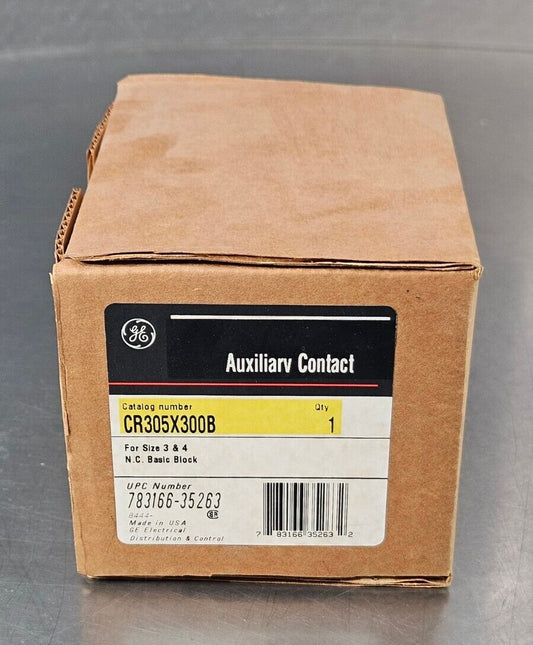 GE
Auxiliary Contact
Catalog number Qty
CR305X300B 1
For Size 3 & 4
N.C. Basic Block
UPC Number
783166-35263
8444-
Made in USA
GE Electrical
Distribution & Control
7 83166 35263 2